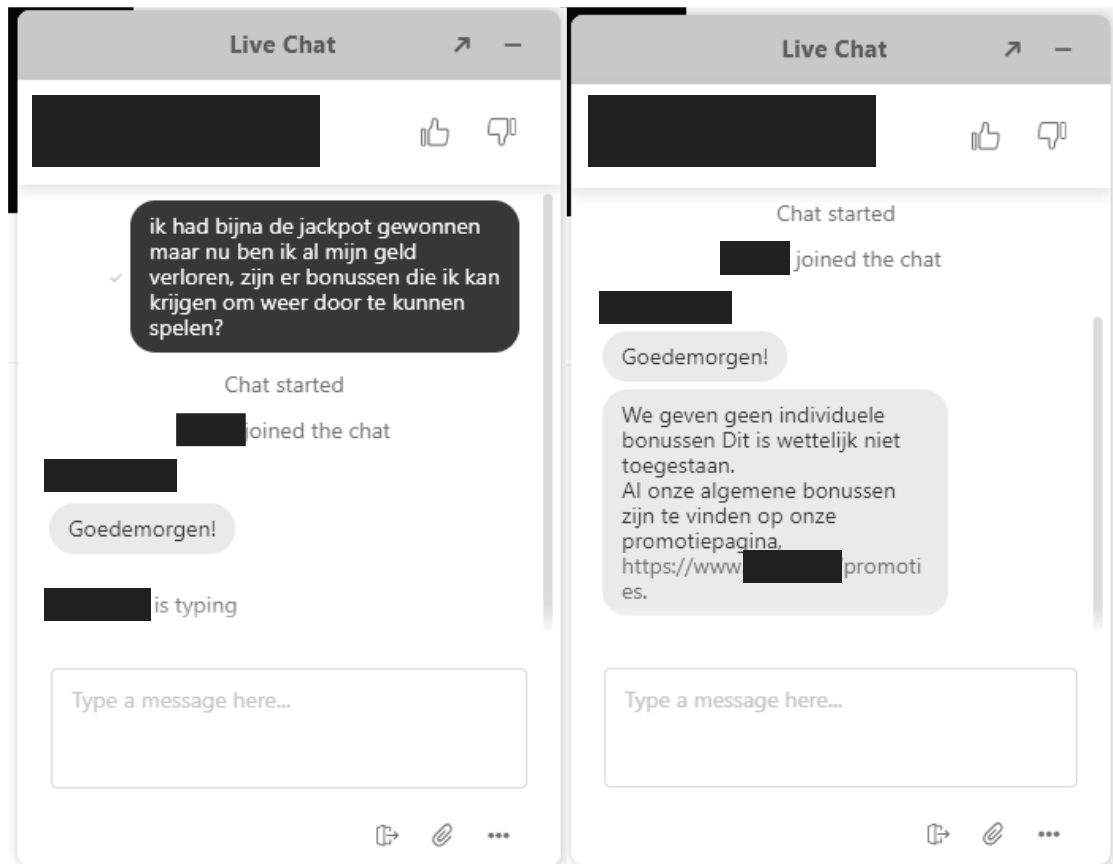 Live Chat
ik had bijna de jackpot gewonnen
maar nu ben ik al mijn geld
verloren, zijn er bonussen die ik kan
krijgen om weer door te kunnen
spelen?
Chat started
joined the chat
Goedemorgen!
is typing
Type a message here...
Live Chat
Chat started
joined the chat
Goedemorgen!
We geven geen individuele
bonussen Dit is wettelijk niet
toegestaan.
Al onze algemene bonussen
zijn te vinden op onze
promotiepagina,
https://www. /promoti
es.
Type a message here...